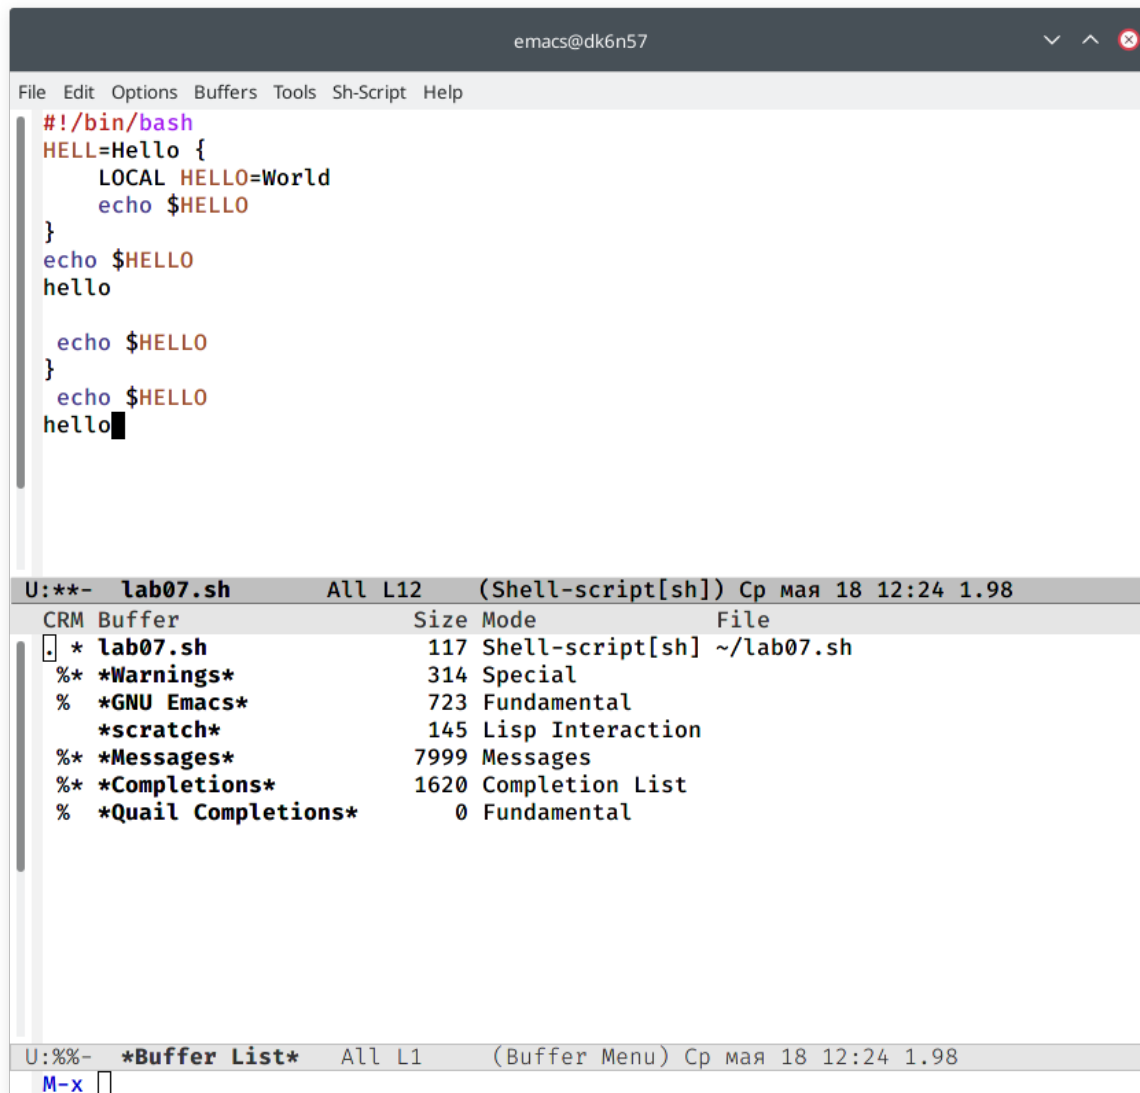 emacs@dk6n57
File Edit Options Buffers Tools Sh-Script Help
#!/bin/bash
HELL=Hello {
    LOCAL HELLO=World
    echo $HELLO
}
echo $HELLO
hello
 echo $HELLO
}
 echo $HELLO
hello
U:**-  lab07.sh       All L12    (Shell-script[sh]) Ср мая 18 12:24 1.98
CRM Buffer                 Size Mode             File
. * lab07.sh                117 Shell-script[sh] ~/lab07.sh
 %* *Warnings*              314 Special
 %  *GNU Emacs*             723 Fundamental
    *scratch*               145 Lisp Interaction
 %* *Messages*             7999 Messages
 %* *Completions*          1620 Completion List
 %  *Quail Completions*       0 Fundamental
U:%%-  *Buffer List*   All L1     (Buffer Menu) Ср мая 18 12:24 1.98
M-x